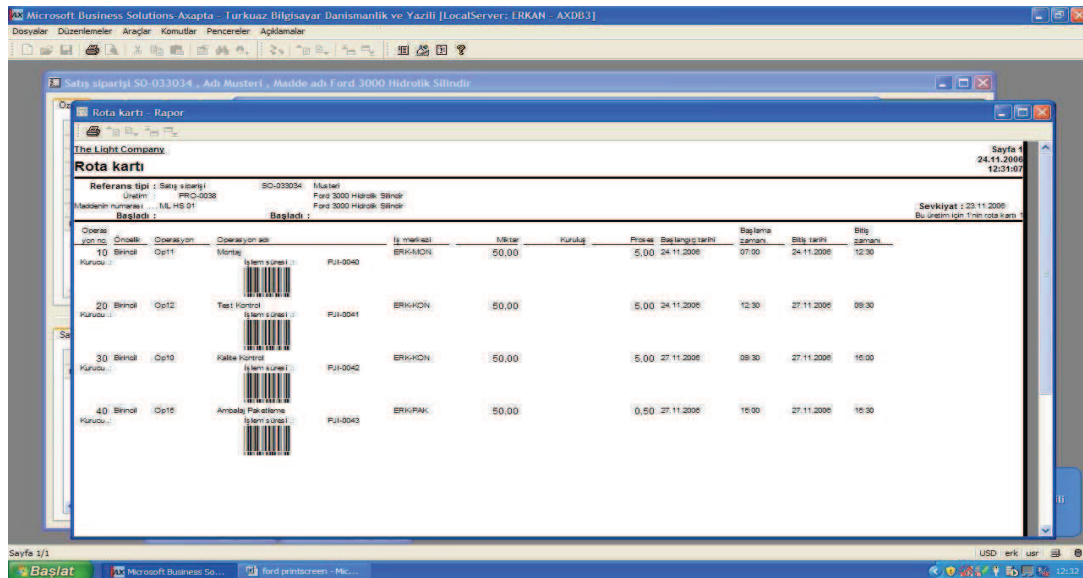 Microsoft Business Solutions-Axapta - Turkuaz Bilgisayar Danismanlik ve Yazili [LocalServer: ERKAN - AXDB3]
Dosyalar Düzenlemeler Araçlar Komutlar Pencereler Açıklamalar
Satış siparişi SO-033034 , Adı Musteri , Madde adı Ford 3000 Hidrolik Silindir
Rota kartı - Rapor
The Light Company
Sayfa 1
Rota kartı
24.11.2006
12:31:07
Referans tipi : Satış siparişi SO-033034 Musteri
Üretim : PRO-0038 Ford 3000 Hidrolik Silindir
Maddenin numarası .... ML HS 01 Ford 3000 Hidrolik Silindir Sevkiyat : 23.11.2006
Başladı : Başladı : Bu üretim için 1'nin rota kartı 1
Operas
yon no. Öncelik Operasyon Operasyon adı İş merkezi Miktar Kuruluş Proses Başlangıç tarihi Başlama zamanı. Bitiş tarihi Bitiş zamanı.
10 Birincil Op11 Montaj ERK-MON 50,00 5,00 24.11.2006 07:00 24.11.2006 12:30
Kurucu .: İşlem süresi .: PJI-0040
20 Birincil Op12 Test Kontrol ERK-KON 50,00 5,00 24.11.2006 12:30 27.11.2006 09:30
Kurucu .: İşlem süresi .: PJI-0041
30 Birincil Op10 Kalite Kontrol ERK-KON 50,00 5,00 27.11.2006 09:30 27.11.2006 16:00
Kurucu .: İşlem süresi .: PJI-0042
40 Birincil Op16 Ambalaj Paketleme ERK-PAK 50,00 0,50 27.11.2006 16:00 27.11.2006 16:30
Kurucu .: İşlem süresi .: PJI-0043
Sayfa 1/1 USD erk usr
Başlat Microsoft Business So... ford printscreen - Mic... 12:32